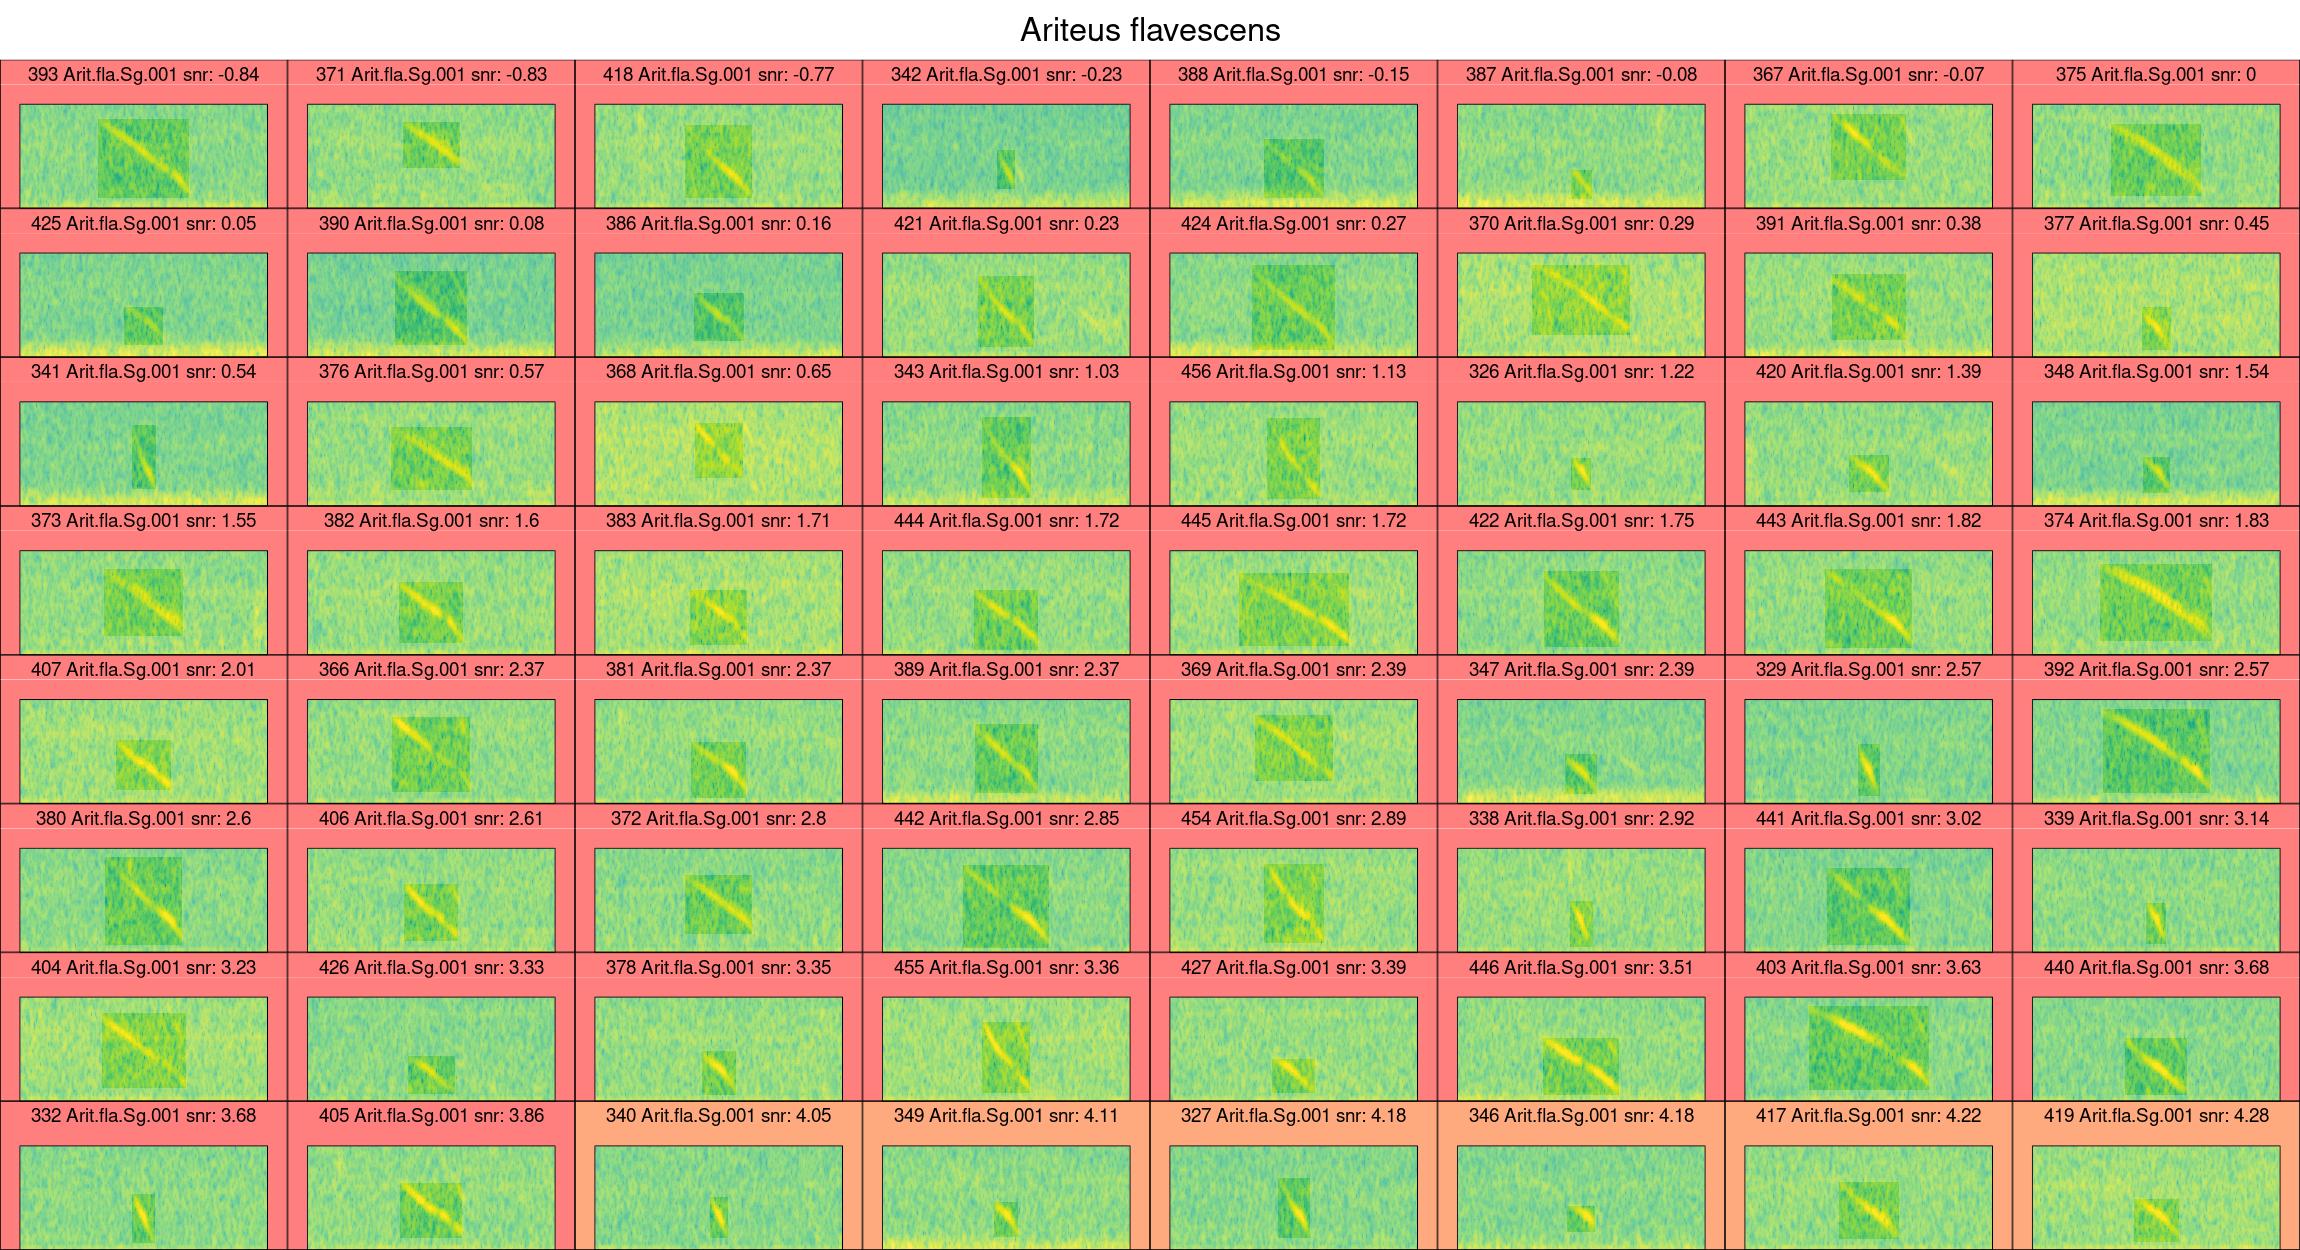 Ariteus flavescens
393 Arit.fla.Sg.001 snr: -0.84
371 Arit.fla.Sg.001 snr: -0.83
418 Arit.fla.Sg.001 snr: -0.77
342 Arit.fla.Sg.001 snr: -0.23
388 Arit.fla.Sg.001 snr: -0.15
387 Arit.fla.Sg.001 snr: -0.08
367 Arit.fla.Sg.001 snr: -0.07
375 Arit.fla.Sg.001 snr: 0
425 Arit.fla.Sg.001 snr: 0.05
390 Arit.fla.Sg.001 snr: 0.08
386 Arit.fla.Sg.001 snr: 0.16
421 Arit.fla.Sg.001 snr: 0.23
424 Arit.fla.Sg.001 snr: 0.27
370 Arit.fla.Sg.001 snr: 0.29
391 Arit.fla.Sg.001 snr: 0.38
377 Arit.fla.Sg.001 snr: 0.45
341 Arit.fla.Sg.001 snr: 0.54
376 Arit.fla.Sg.001 snr: 0.57
368 Arit.fla.Sg.001 snr: 0.65
343 Arit.fla.Sg.001 snr: 1.03
456 Arit.fla.Sg.001 snr: 1.13
326 Arit.fla.Sg.001 snr: 1.22
420 Arit.fla.Sg.001 snr: 1.39
348 Arit.fla.Sg.001 snr: 1.54
373 Arit.fla.Sg.001 snr: 1.55
382 Arit.fla.Sg.001 snr: 1.6
383 Arit.fla.Sg.001 snr: 1.71
444 Arit.fla.Sg.001 snr: 1.72
445 Arit.fla.Sg.001 snr: 1.72
422 Arit.fla.Sg.001 snr: 1.75
443 Arit.fla.Sg.001 snr: 1.82
374 Arit.fla.Sg.001 snr: 1.83
407 Arit.fla.Sg.001 snr: 2.01
366 Arit.fla.Sg.001 snr: 2.37
381 Arit.fla.Sg.001 snr: 2.37
389 Arit.fla.Sg.001 snr: 2.37
369 Arit.fla.Sg.001 snr: 2.39
347 Arit.fla.Sg.001 snr: 2.39
329 Arit.fla.Sg.001 snr: 2.57
392 Arit.fla.Sg.001 snr: 2.57
380 Arit.fla.Sg.001 snr: 2.6
406 Arit.fla.Sg.001 snr: 2.61
372 Arit.fla.Sg.001 snr: 2.8
442 Arit.fla.Sg.001 snr: 2.85
454 Arit.fla.Sg.001 snr: 2.89
338 Arit.fla.Sg.001 snr: 2.92
441 Arit.fla.Sg.001 snr: 3.02
339 Arit.fla.Sg.001 snr: 3.14
404 Arit.fla.Sg.001 snr: 3.23
426 Arit.fla.Sg.001 snr: 3.33
378 Arit.fla.Sg.001 snr: 3.35
455 Arit.fla.Sg.001 snr: 3.36
427 Arit.fla.Sg.001 snr: 3.39
446 Arit.fla.Sg.001 snr: 3.51
403 Arit.fla.Sg.001 snr: 3.63
440 Arit.fla.Sg.001 snr: 3.68
332 Arit.fla.Sg.001 snr: 3.68
405 Arit.fla.Sg.001 snr: 3.86
340 Arit.fla.Sg.001 snr: 4.05
349 Arit.fla.Sg.001 snr: 4.11
327 Arit.fla.Sg.001 snr: 4.18
346 Arit.fla.Sg.001 snr: 4.18
417 Arit.fla.Sg.001 snr: 4.22
419 Arit.fla.Sg.001 snr: 4.28